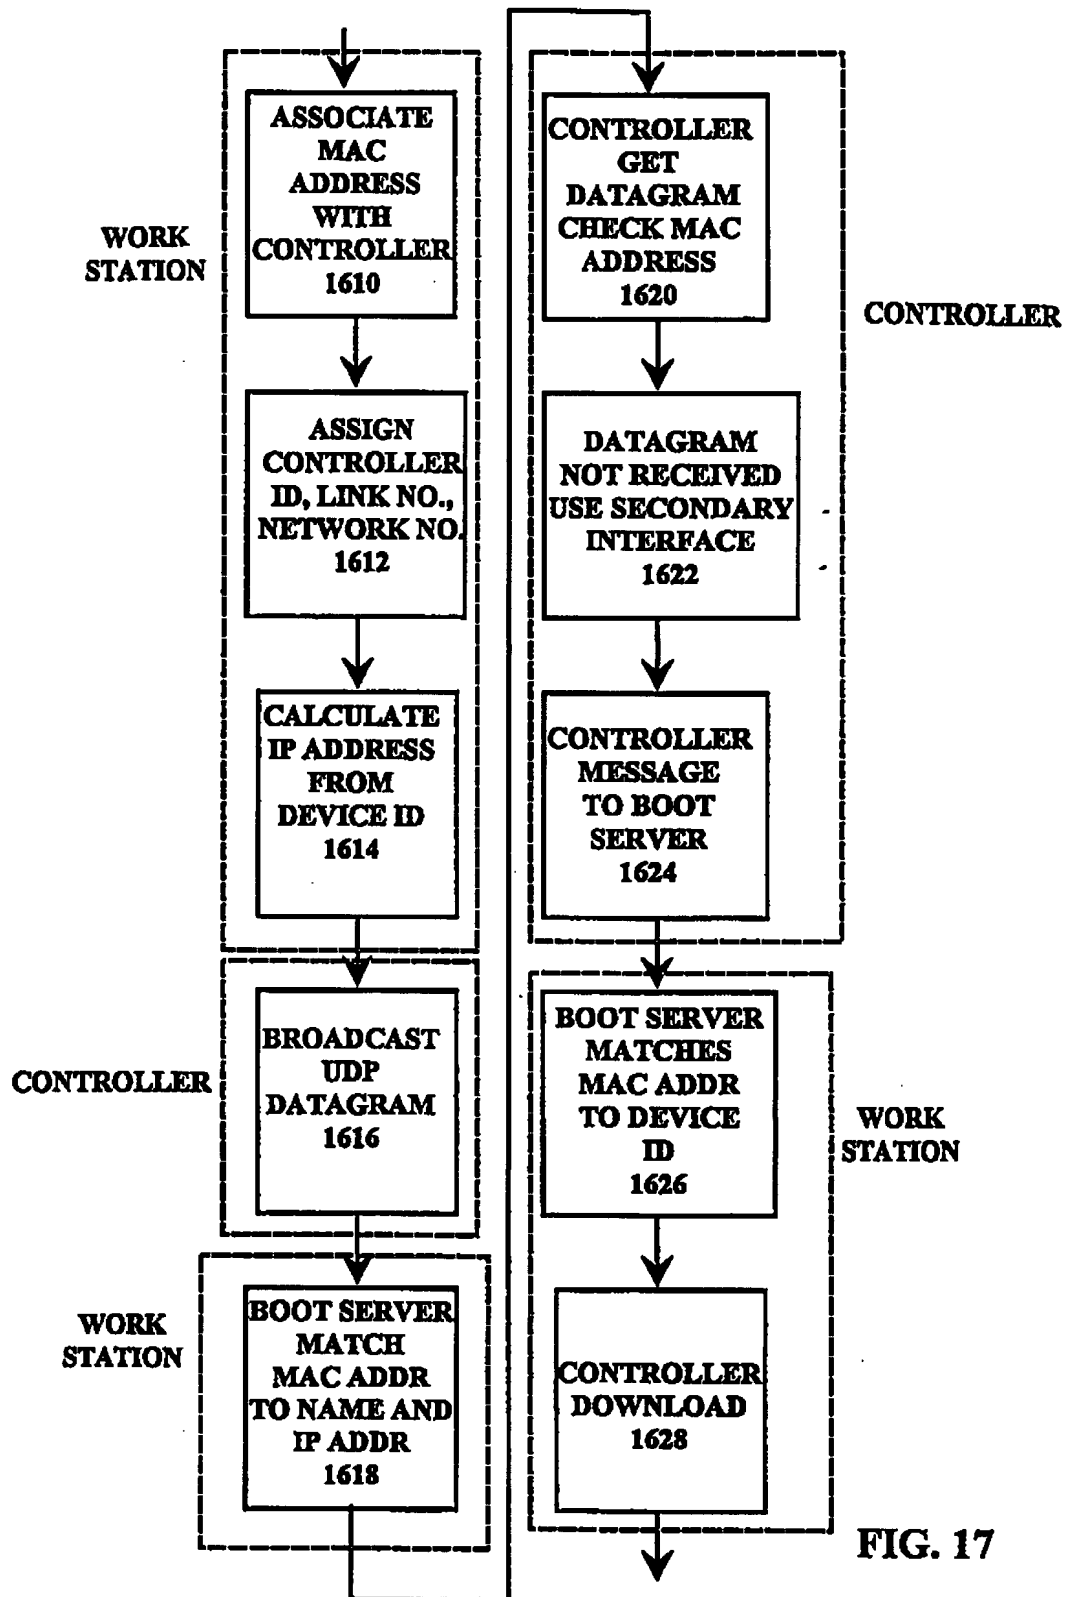 WORK
STATION
ASSOCIATE
MAC
ADDRESS
WITH
CONTROLLER
1610
ASSIGN
CONTROLLER
ID, LINK NO.,
NETWORK NO.
1612
CALCULATE
IP ADDRESS
FROM
DEVICE ID
1614
CONTROLLER
BROADCAST
UDP
DATAGRAM
1616
WORK
STATION
BOOT SERVER
MATCH
MAC ADDR
TO NAME AND
IP ADDR
1618
CONTROLLER
GET
DATAGRAM
CHECK MAC
ADDRESS
1620
CONTROLLER
DATAGRAM
NOT RECEIVED
USE SECONDARY
INTERFACE
1622
CONTROLLER
MESSAGE
TO BOOT
SERVER
1624
BOOT SERVER
MATCHES
MAC ADDR
TO DEVICE
ID
1626
WORK
STATION
CONTROLLER
DOWNLOAD
1628
FIG. 17